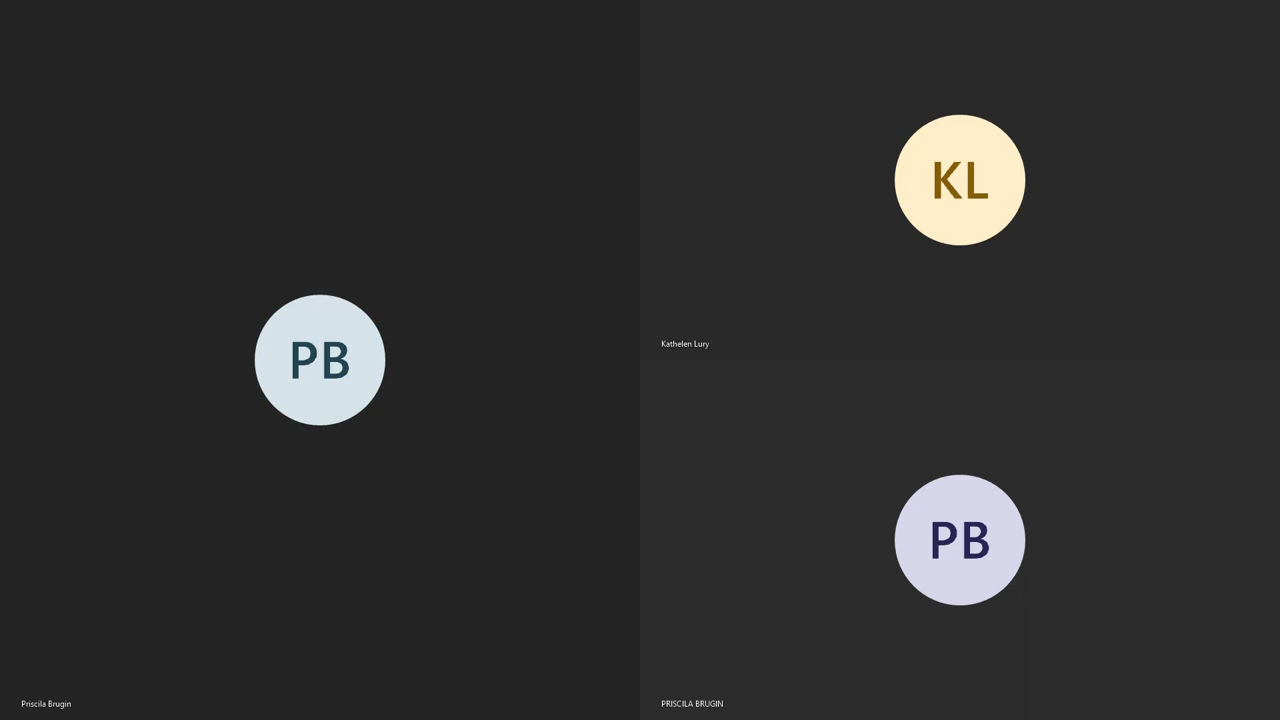 PB
Priscila Brugin
KL
Kathelen Lury
PB
PRISCILA BRUGIN